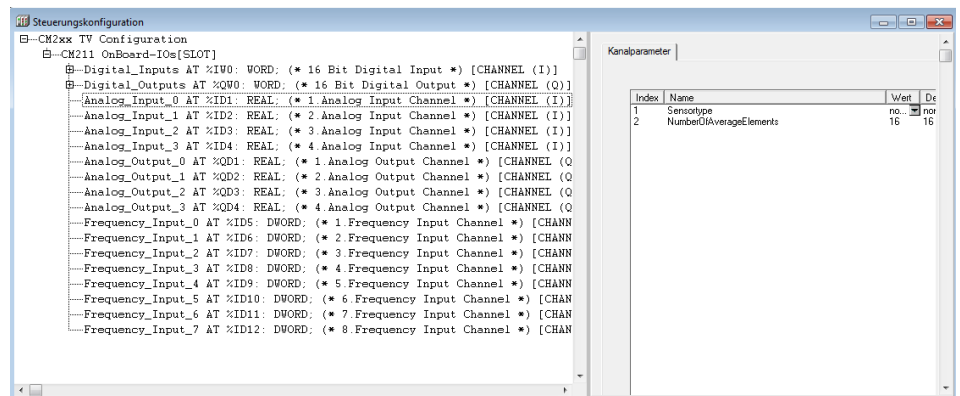 Steuerungskonfiguration
CM2xx TV Configuration
CM211 OnBoard-IOs[SLOT]
Digital_Inputs AT %IW0: WORD; (* 16 Bit Digital Input *) [CHANNEL (I)]
Digital_Outputs AT %QW0: WORD; (* 16 Bit Digital Output *) [CHANNEL (Q)]
Analog_Input_0 AT %ID1: REAL; (* 1.Analog Input Channel *) [CHANNEL (I)]
Analog_Input_1 AT %ID2: REAL; (* 2.Analog Input Channel *) [CHANNEL (I)]
Analog_Input_2 AT %ID3: REAL; (* 3.Analog Input Channel *) [CHANNEL (I)]
Analog_Input_3 AT %ID4: REAL; (* 4.Analog Input Channel *) [CHANNEL (I)]
Analog_Output_0 AT %QD1: REAL; (* 1.Analog Output Channel *) [CHANNEL (Q
Analog_Output_1 AT %QD2: REAL; (* 2.Analog Output Channel *) [CHANNEL (Q
Analog_Output_2 AT %QD3: REAL; (* 3.Analog Output Channel *) [CHANNEL (Q
Analog_Output_3 AT %QD4: REAL; (* 4.Analog Output Channel *) [CHANNEL (Q
Frequency_Input_0 AT %ID5: DWORD; (* 1.Frequency Input Channel *) [CHANN
Frequency_Input_1 AT %ID6: DWORD; (* 2.Frequency Input Channel *) [CHANN
Frequency_Input_2 AT %ID7: DWORD; (* 3.Frequency Input Channel *) [CHANN
Frequency_Input_3 AT %ID8: DWORD; (* 4.Frequency Input Channel *) [CHANN
Frequency_Input_4 AT %ID9: DWORD; (* 5.Frequency Input Channel *) [CHANN
Frequency_Input_5 AT %ID10: DWORD; (* 6.Frequency Input Channel *) [CHAN
Frequency_Input_6 AT %ID11: DWORD; (* 7.Frequency Input Channel *) [CHAN
Frequency_Input_7 AT %ID12: DWORD; (* 8.Frequency Input Channel *) [CHAN
Kanalparameter
Index Name Wert De
1 Sensortype no... nor
2 NumberOfAverageElements 16 16